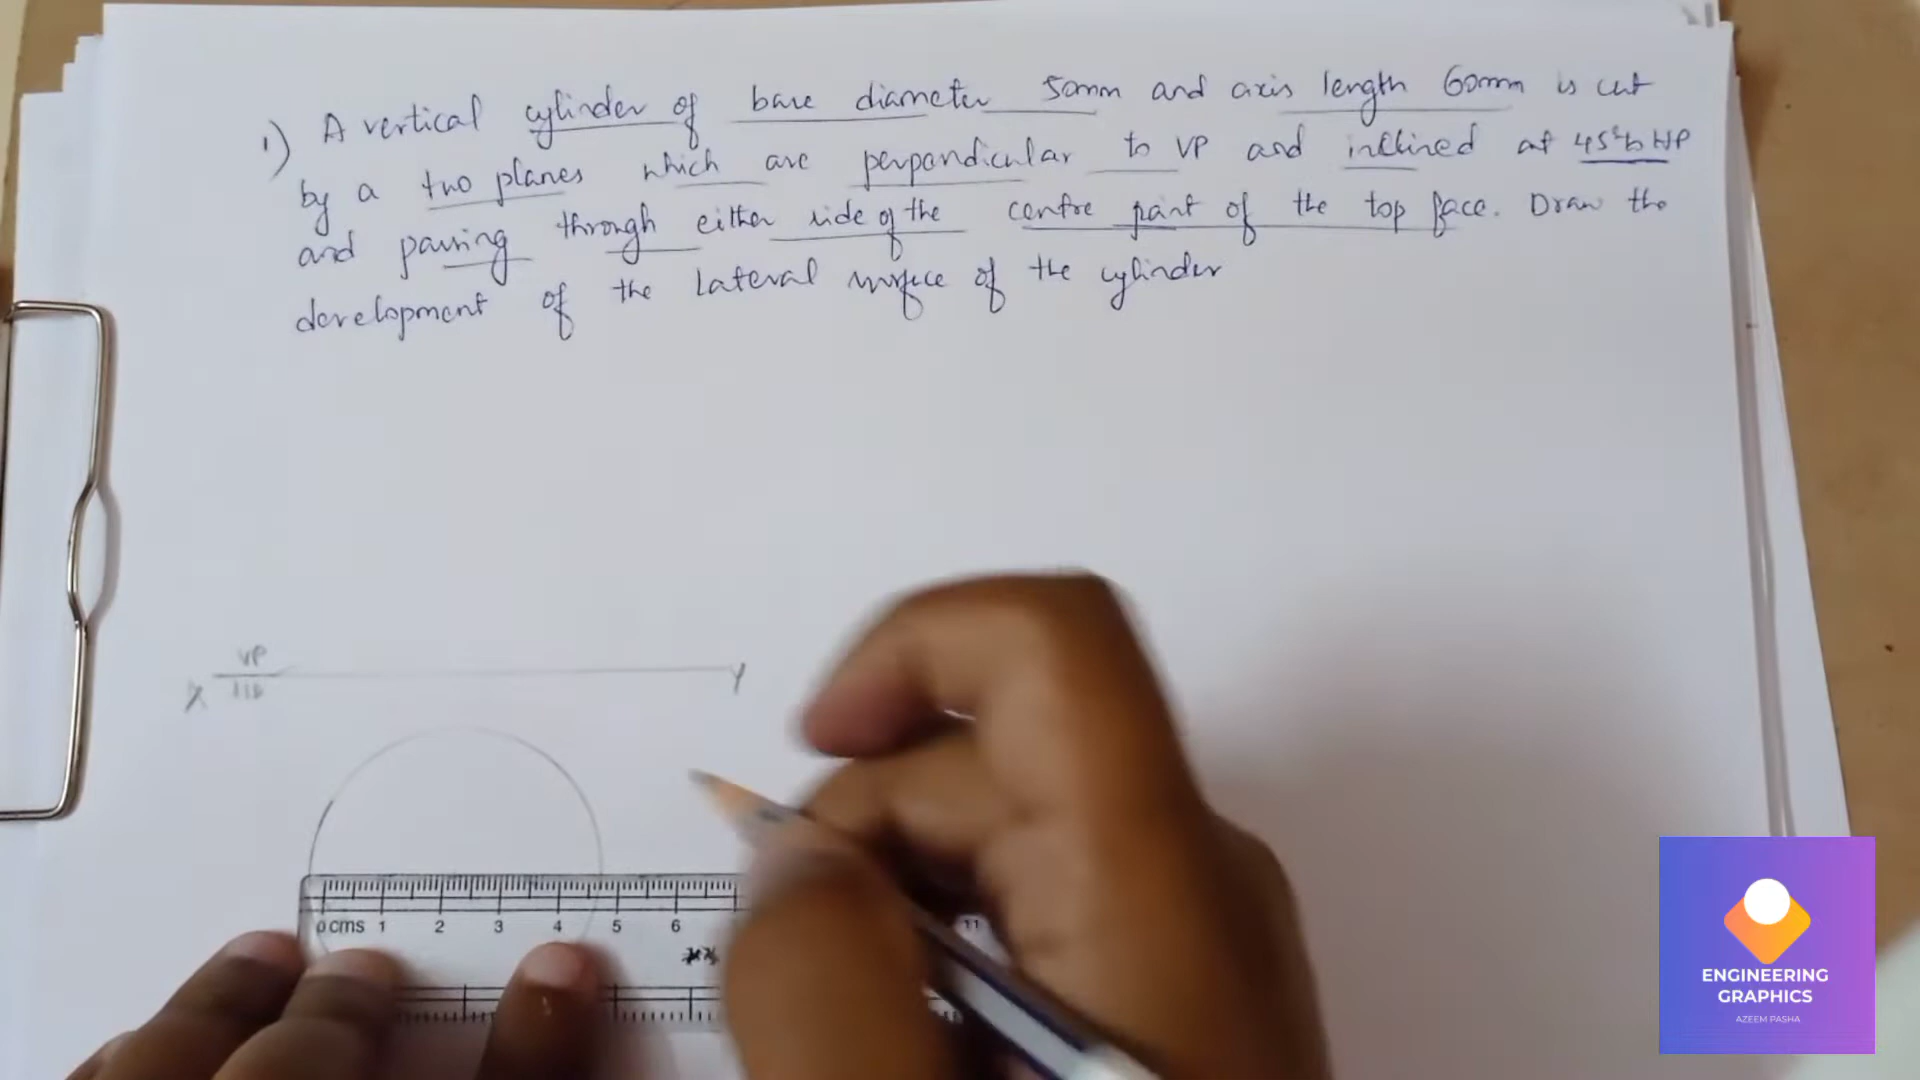 1) A vertical cylinder of base diameter 50mm and axis length 60mm is cut
by a two planes which are perpendicular to VP and inclined at 45° to HP
and passing through either side of the centre point of the top face. Draw the
development of the lateral surface of the cylinder
VP
X HP Y
0 cms 1 2 3 4 5 6 11
ENGINEERING
GRAPHICS
AZEEM PASHA